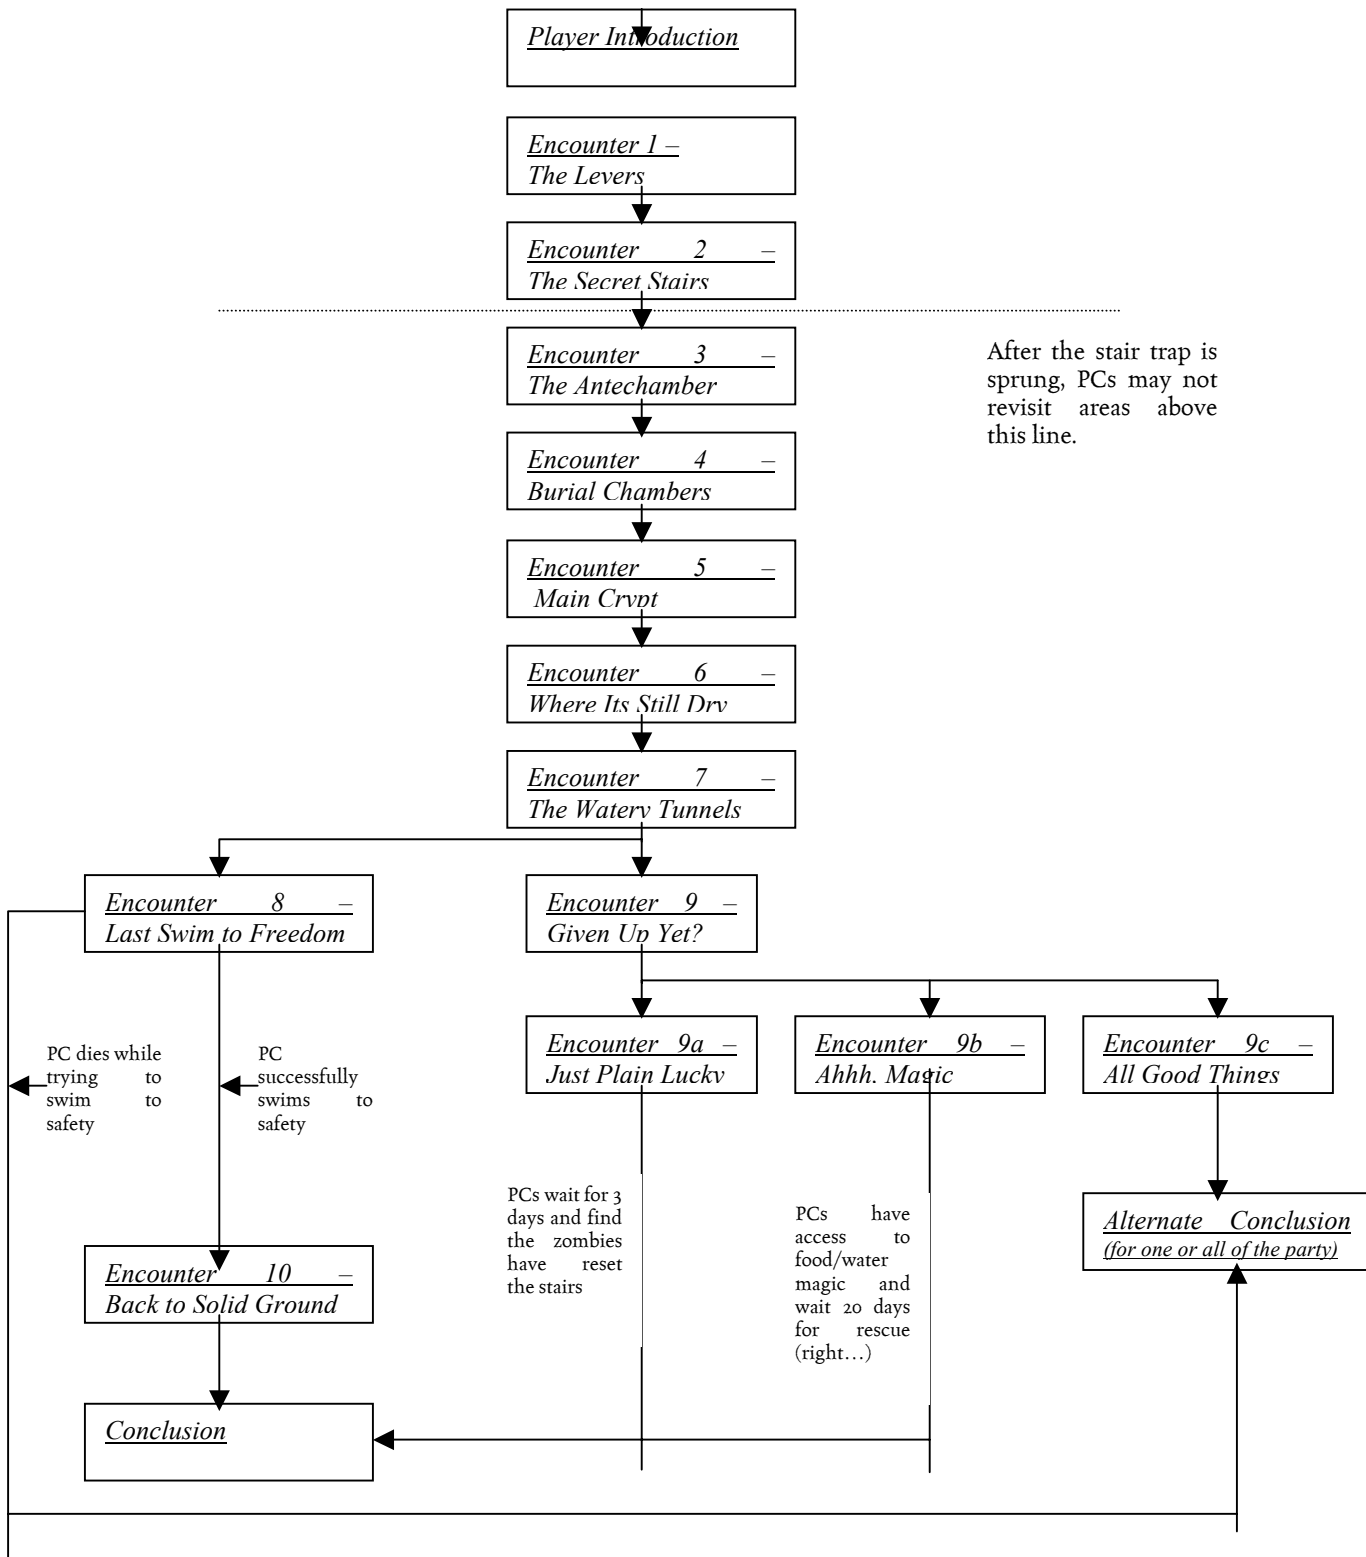 Player Introduction
Encounter 1 –
The Levers
Encounter 2 –
The Secret Stairs
Encounter 3 –
The Antechamber
After the stair trap is
sprung, PCs may not
revisit areas above
this line.
Encounter 4 –
Burial Chambers
Encounter 5 –
Main Crypt
Encounter 6 –
Where Its Still Dry
Encounter 7 –
The Watery Tunnels
Encounter 8 –
Last Swim to Freedom
Encounter 9 –
Given Up Yet?
Encounter 9a –
Just Plain Lucky
Encounter 9b –
Ahhh. Magic
Encounter 9c –
All Good Things
PC dies while
trying to
swim to
safety
PC
successfully
swims to
safety
PCs wait for 3
days and find
the zombies
have reset
the stairs
PCs have
access to
food/water
magic and
wait 20 days
for rescue
(right…)
Alternate Conclusion
(for one or all of the party)
Encounter 10 –
Back to Solid Ground
Conclusion